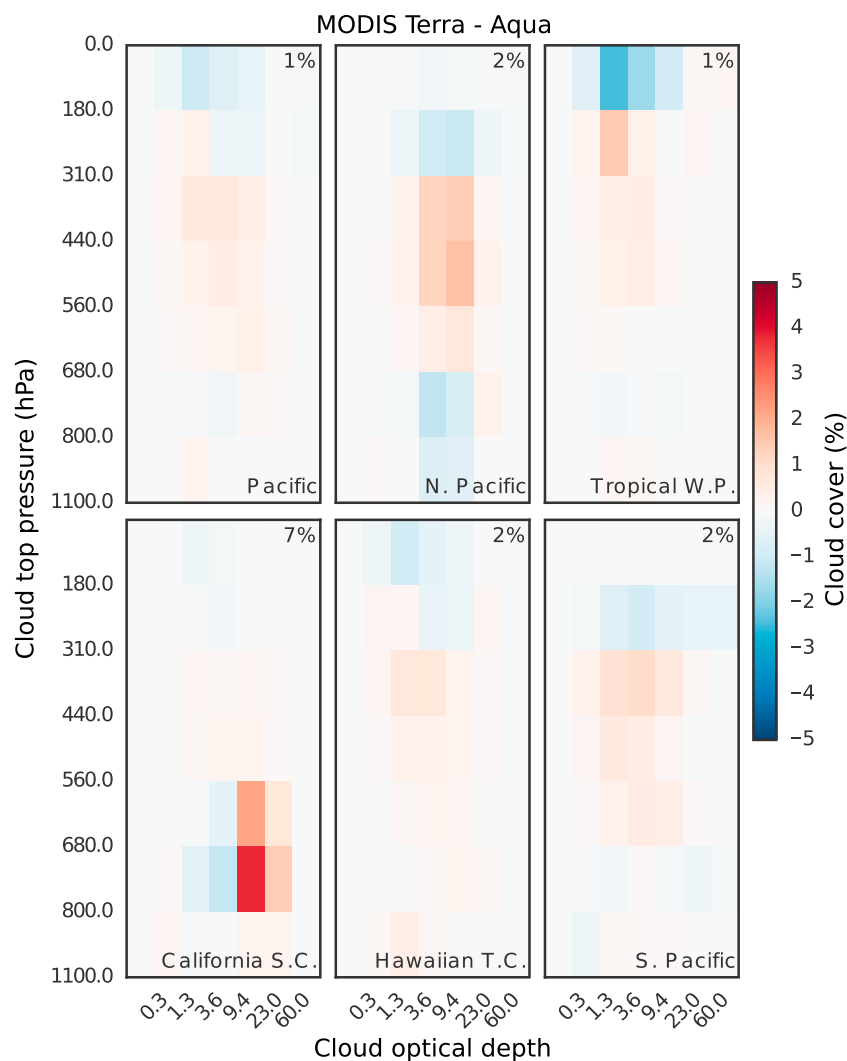 MODIS Terra - Aqua
0.0
180.0
310.0
440.0
560.0
680.0
800.0
1100.0
1%
Pacific
2%
N. Pacific
1%
Tropical W.P.
180.0
310.0
440.0
560.0
680.0
800.0
1100.0
7%
California S.C.
2%
Hawaiian T.C.
2%
S. Pacific
Cloud top pressure (hPa)
0.3 1.3 3.6 9.4 23.0 60.0
0.3 1.3 3.6 9.4 23.0 60.0
0.3 1.3 3.6 9.4 23.0 60.0
Cloud optical depth
5
4
3
2
1
0
−1
−2
−3
−4
−5
Cloud cover (%)